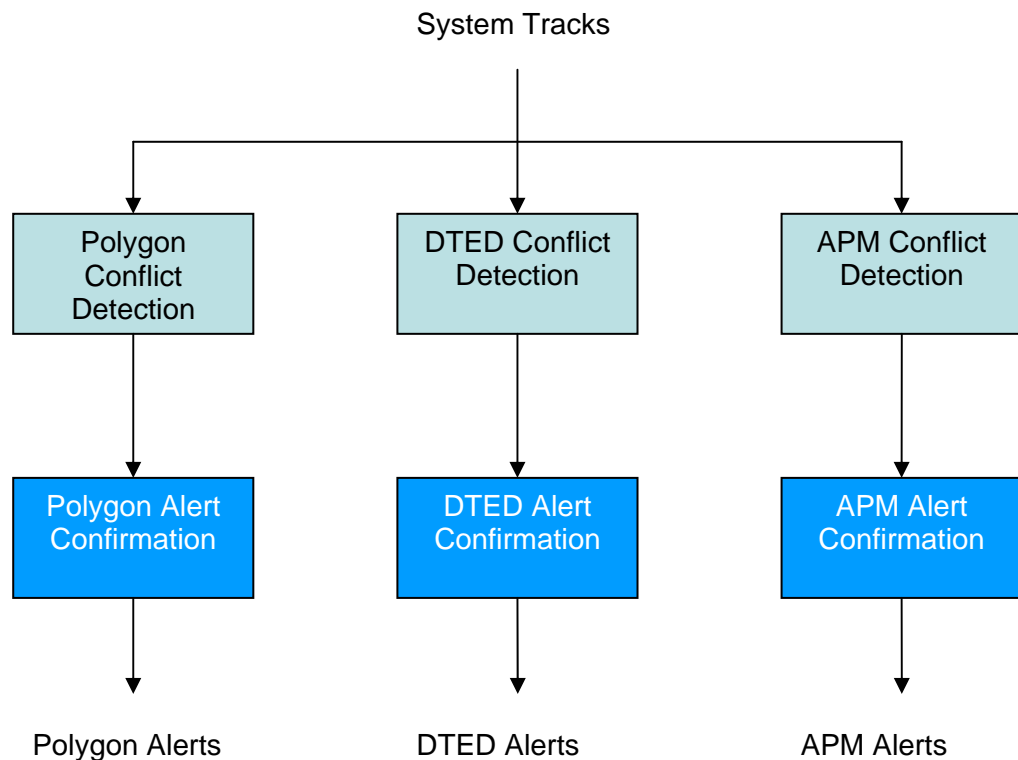 System Tracks
Polygon
Conflict
Detection
DTED Conflict
Detection
APM Conflict
Detection
Polygon Alert
Confirmation
DTED Alert
Confirmation
APM Alert
Confirmation
Polygon Alerts
DTED Alerts
APM Alerts